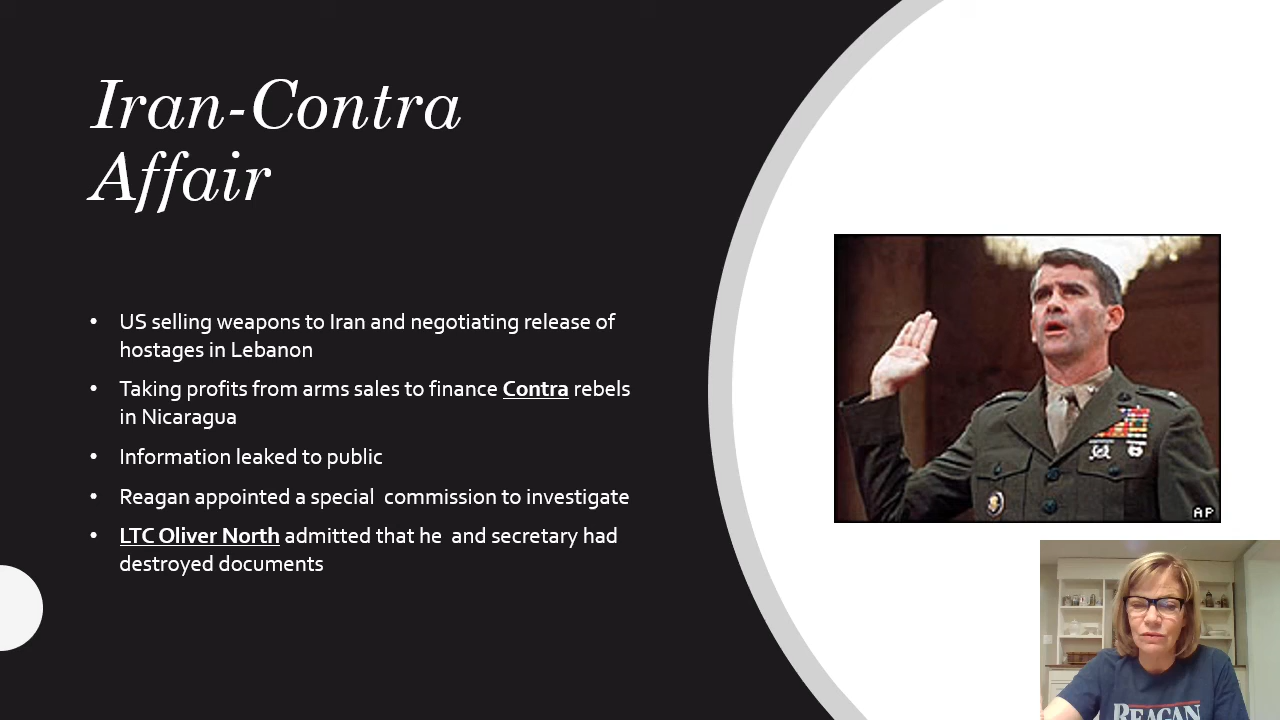 Iran-Contra
Affair
• US selling weapons to Iran and negotiating release of
hostages in Lebanon
• Taking profits from arms sales to finance Contra rebels
in Nicaragua
• Information leaked to public
• Reagan appointed a special  commission to investigate
• LTC Oliver North admitted that he  and secretary had
destroyed documents
AP
REAGAN